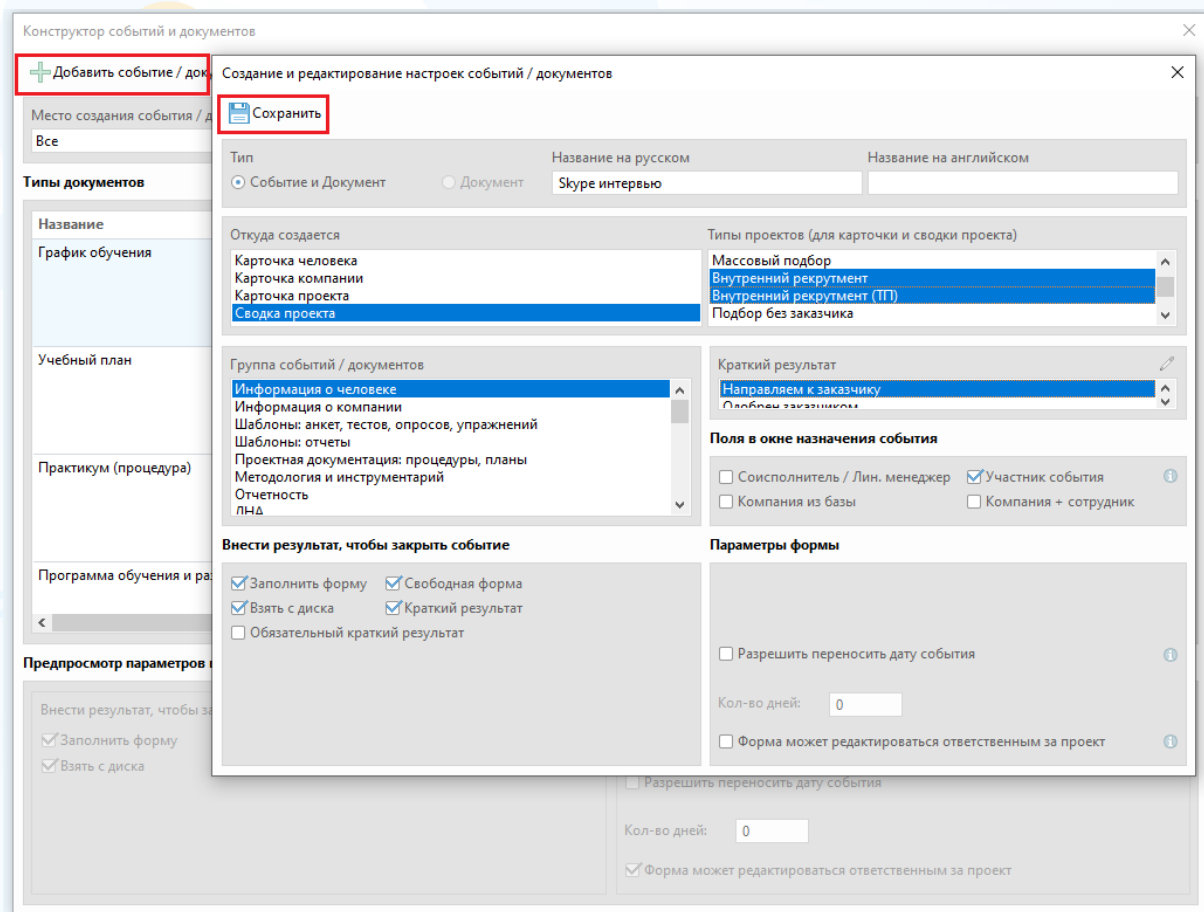 Конструктор событий и документов
Добавить событие / док
Место создания события / д
Все
Типы документов
Название
График обучения
Учебный план
Практикум (процедура)
Программа обучения и раз
Предпросмотр параметров
Внести результат, чтобы за
Заполнить форму
Взять с диска
Создание и редактирование настроек событий / документов
Сохранить
Тип
Название на русском
Название на английском
Событие и Документ
Документ
Skype интервью
Откуда создается
Типы проектов (для карточки и сводки проекта)
Карточка человека
Карточка компании
Карточка проекта
Сводка проекта
Массовый подбор
Внутренний рекрутмент
Внутренний рекрутмент (ТП)
Подбор без заказчика
Группа событий / документов
Информация о человеке
Информация о компании
Шаблоны: анкет, тестов, опросов, упражнений
Шаблоны: отчеты
Проектная документация: процедуры, планы
Методология и инструментарий
Отчетность
ЛНА
Краткий результат
Направляем к заказчику
Одобрен заказчиком
Поля в окне назначения события
Соисполнитель / Лин. менеджер
Участник события
Компания из базы
Компания + сотрудник
Внести результат, чтобы закрыть событие
Заполнить форму
Свободная форма
Взять с диска
Краткий результат
Обязательный краткий результат
Параметры формы
Разрешить переносить дату события
Кол-во дней:
0
Форма может редактироваться ответственным за проект
Разрешить переносить дату события
Кол-во дней:
0
Форма может редактироваться ответственным за проект